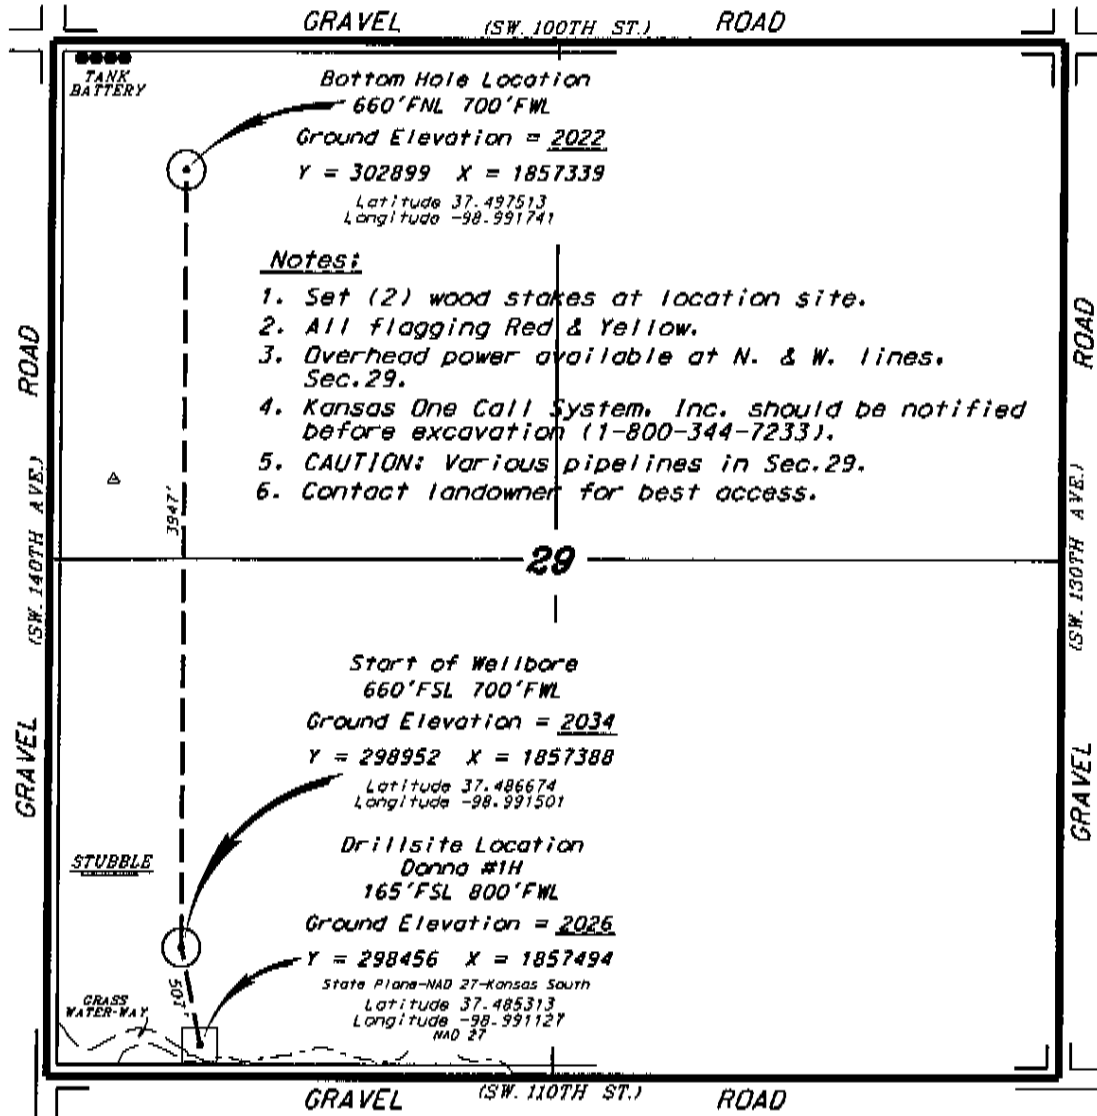 GRAVEL (SW. 100TH ST.) ROAD
TANK
BATTERY
Bottom Hole Location
660'FNL 700'FWL
Ground Elevation = 2022
Y = 302899 X = 1857339
Latitude 37.497513
Longitude -98.991741
Notes:
1. Set (2) wood stakes at location site.
2. All flagging Red & Yellow.
3. Overhead power available at N. & W. lines.
Sec.29.
4. Kansas One Call System. Inc. should be notified
before excavation (1-800-344-7233).
5. CAUTION: Various pipelines in Sec.29.
6. Contact landowner for best access.
GRAVEL (SW. 140TH AVE.) ROAD
GRAVEL (SW. 130TH AVE.) ROAD
3947'
29
Start of Wellbore
660'FSL 700'FWL
Ground Elevation = 2034
Y = 298952 X = 1857388
Latitude 37.486674
Longitude -98.991501
STUBBLE
Drillsite Location
Donna #1H
165'FSL 800'FWL
Ground Elevation = 2026
Y = 298456 X = 1857494
State Plane-NAD 27-Kansas South
Latitude 37.485313
Longitude -98.991127
NAD 27
507'
GRASS
WATER-WAY
GRAVEL (SW. 110TH ST.) ROAD